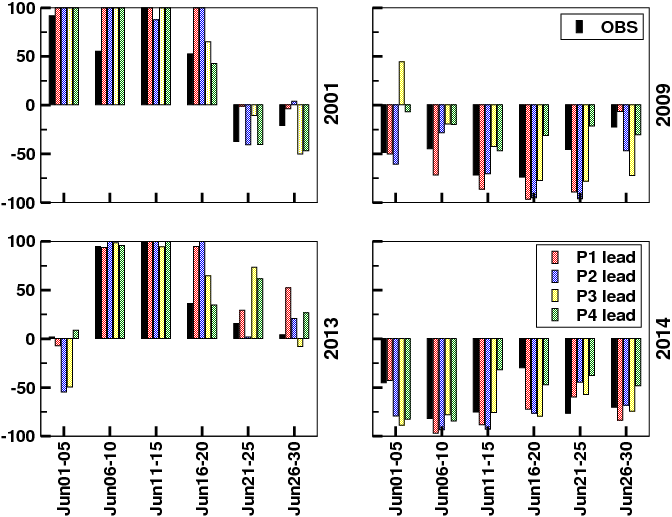 100
50
0
-50
-100
2001
OBS
2009
100
50
0
-50
-100
2013
P1 lead
P2 lead
P3 lead
P4 lead
2014
Jun01-05
Jun06-10
Jun11-15
Jun16-20
Jun21-25
Jun26-30
Jun01-05
Jun06-10
Jun11-15
Jun16-20
Jun21-25
Jun26-30